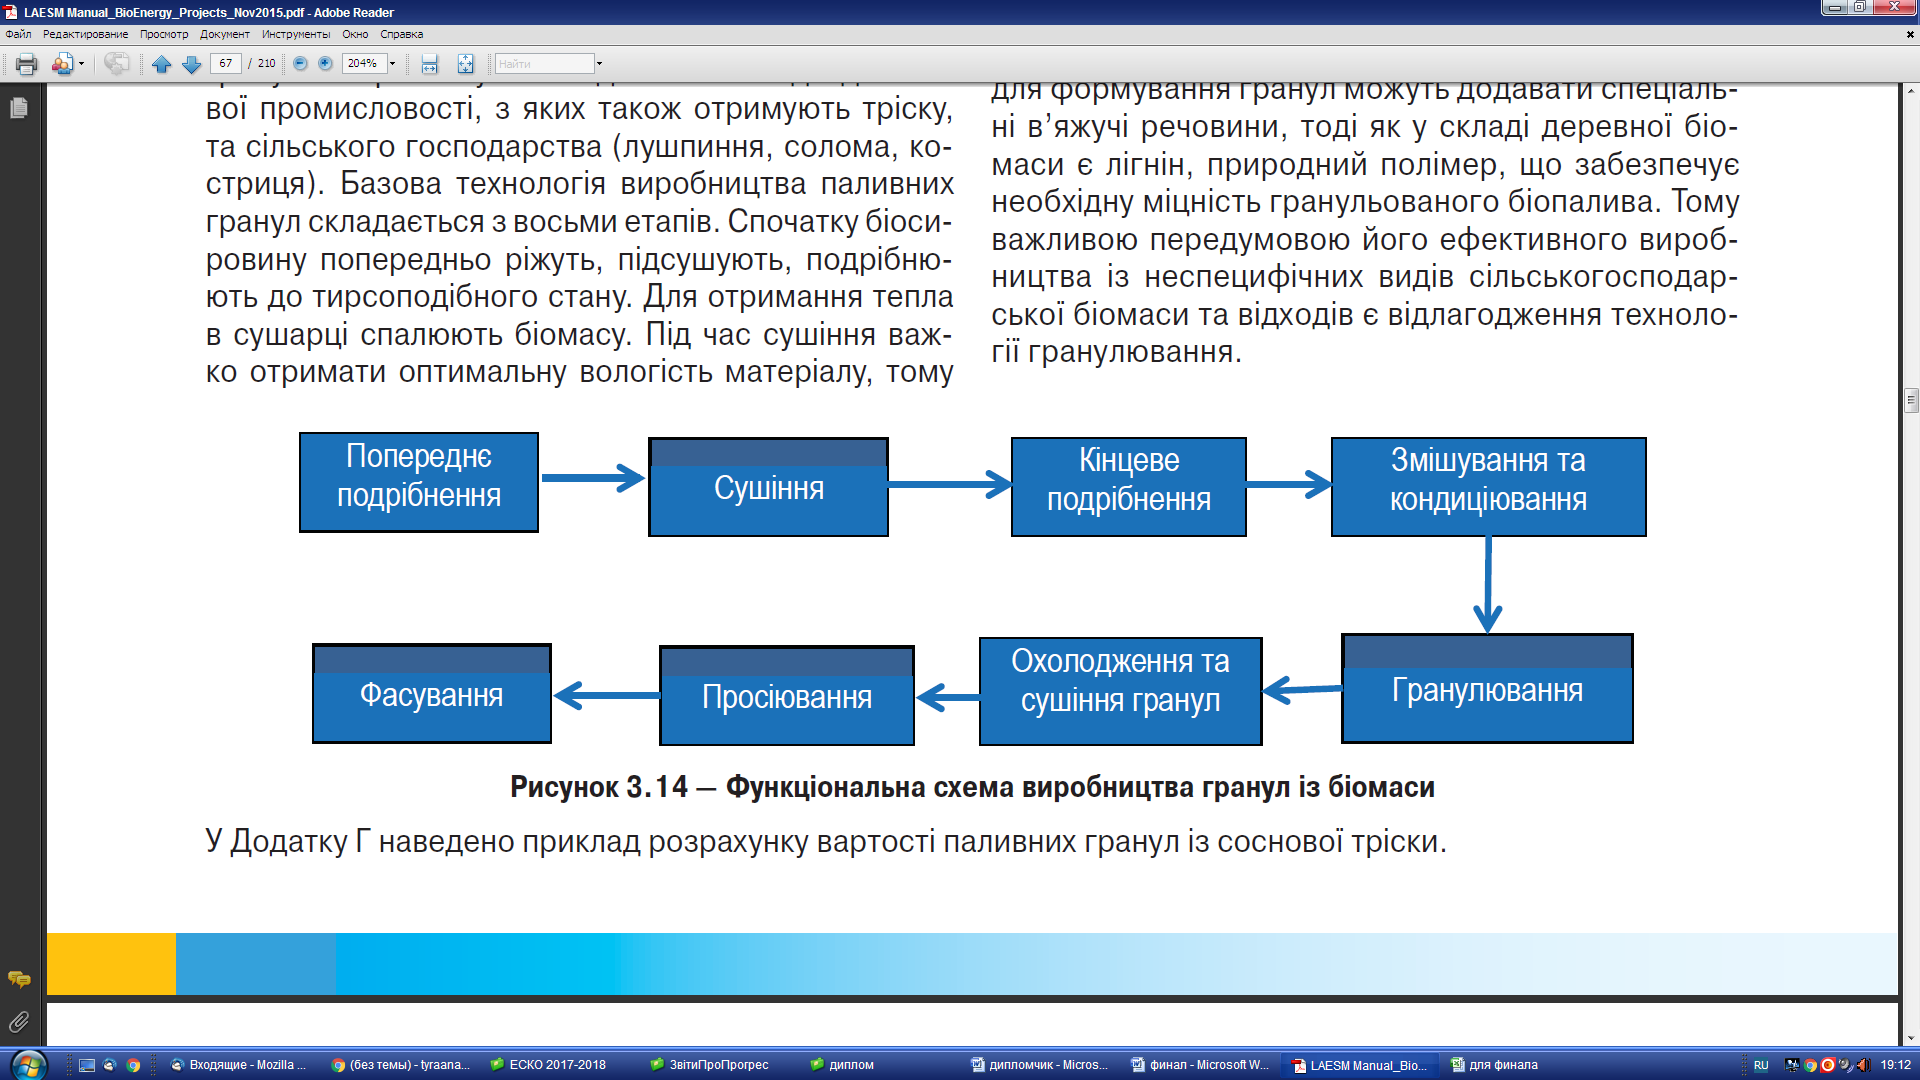 LAESM Manual_BioEnergy_Projects_Nov2015.pdf - Adobe Reader
Файл Редактирование Просмотр Документ Инструменты Окно Справка
67 / 210 204% Найти
вої промисловості, з яких також отримують тріску,
та сільського господарства (лушпиння, солома, ко-
стриця). Базова технологія виробництва паливних
гранул складається з восьми етапів. Спочатку біоси-
ровину попередньо ріжуть, підсушують, подрібню-
ють до тирсоподібного стану. Для отримання тепла
в сушарці спалюють біомасу. Під час сушіння важ-
ко отримати оптимальну вологість матеріалу, тому
для формування гранул можуть додавати спеціаль-
ні в’яжучі речовини, тоді як у складі деревної біо-
маси є лігнін, природний полімер, що забезпечує
необхідну міцність гранульованого біопалива. Тому
важливою передумовою його ефективного вироб-
ництва із неспецифічних видів сільськогосподар-
ської біомаси та відходів є відлагодження техноло-
гії гранулювання.
Попереднє
подрібнення
Сушіння
Кінцеве
подрібнення
Змішування та
кондиціювання
Гранулювання
Охолодження та
сушіння гранул
Просіювання
Фасування
Рисунок 3.14 — Функціональна схема виробництва гранул із біомаси
У Додатку Г наведено приклад розрахунку вартості паливних гранул із соснової тріски.
Входящие - Mozilla ... (без темы) - tyraana... ЕСКО 2017-2018 ЗвітиПроПрогрес диплом дипломчик - Micros... финал - Microsoft W... LAESM Manual_Bio... для финала RU 19:12